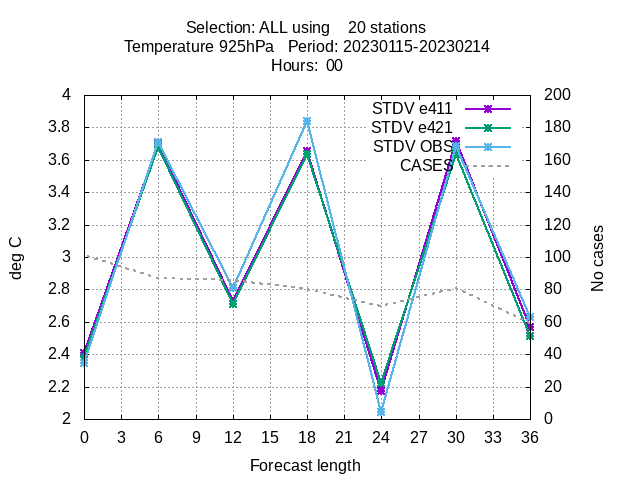 Selection: ALL using    20 stations
Temperature 925hPa   Period: 20230115-20230214
Hours:  00
STDV e411
STDV e421
STDV OBS
CASES
4
3.8
3.6
3.4
3.2
3
2.8
2.6
2.4
2.2
2
200
180
160
140
120
100
80
60
40
20
0
deg C
No cases
0 3 6 9 12 15 18 21 24 27 30 33 36
Forecast length